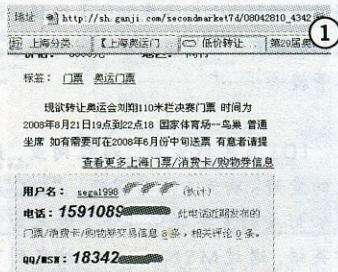 地址 http://sh.ganji.com/secondmarket7d/08042810_4342
1
上海分类 【上海奥运门 低价转让 第29届奥
标签： 门票 奥运门票
现欲转让奥运会刘翔110米栏决赛门票 时间为
2008年8月21日19点到22点18 国家体育场--鸟巢 普通
坐席 如有需要可在2008年6月份中旬送票 有意者请提
查看更多上海门票/消费卡/购物券信息
用户名： sega1998
电话：1591089 此电话近期发布的
门票/消费卡/购物券交易信息 8条，相关评论 0 条。
QQ/MSN：18342